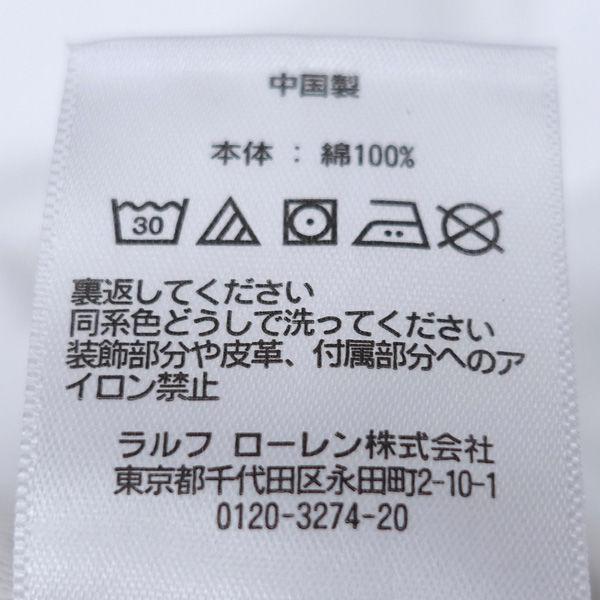 中国製
本体 : 綿100%
30
裏返してください
同系色どうしで洗ってください
装飾部分や皮革、付属部分へのア
イロン禁止
ラルフ ローレン株式会社
東京都千代田区永田町2-10-1
0120-3274-20